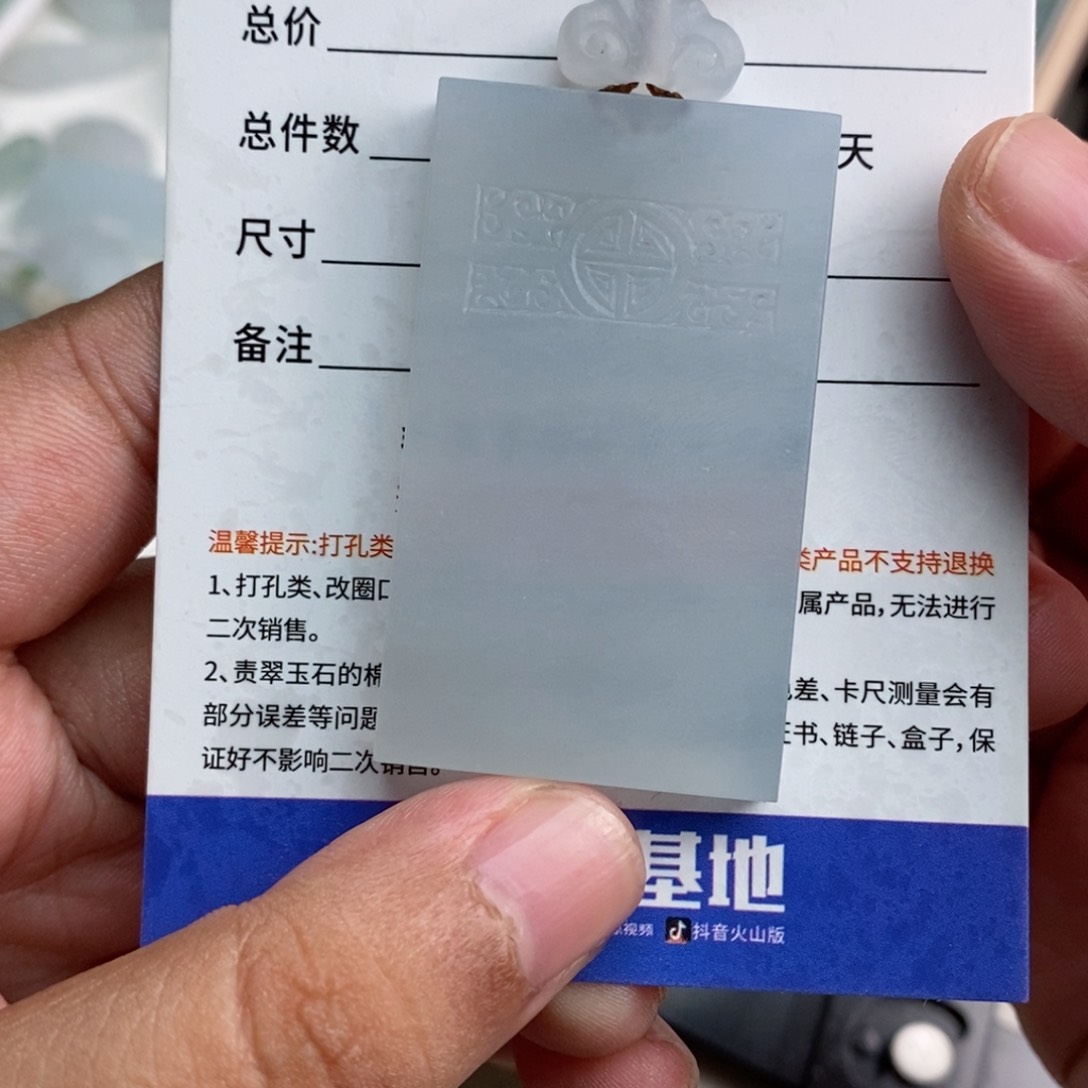 总价
总件数 天
尺寸
备注
温馨提示:打孔类 类产品不支持退换
1、打孔类、改圈口 属产品,无法进行
二次销售。
2、责翠玉石的棉 色差、卡尺测量会有
部分误差等问题 证书、链子、盒子,保
证好不影响二次销售。
基地
视频 抖音火山版